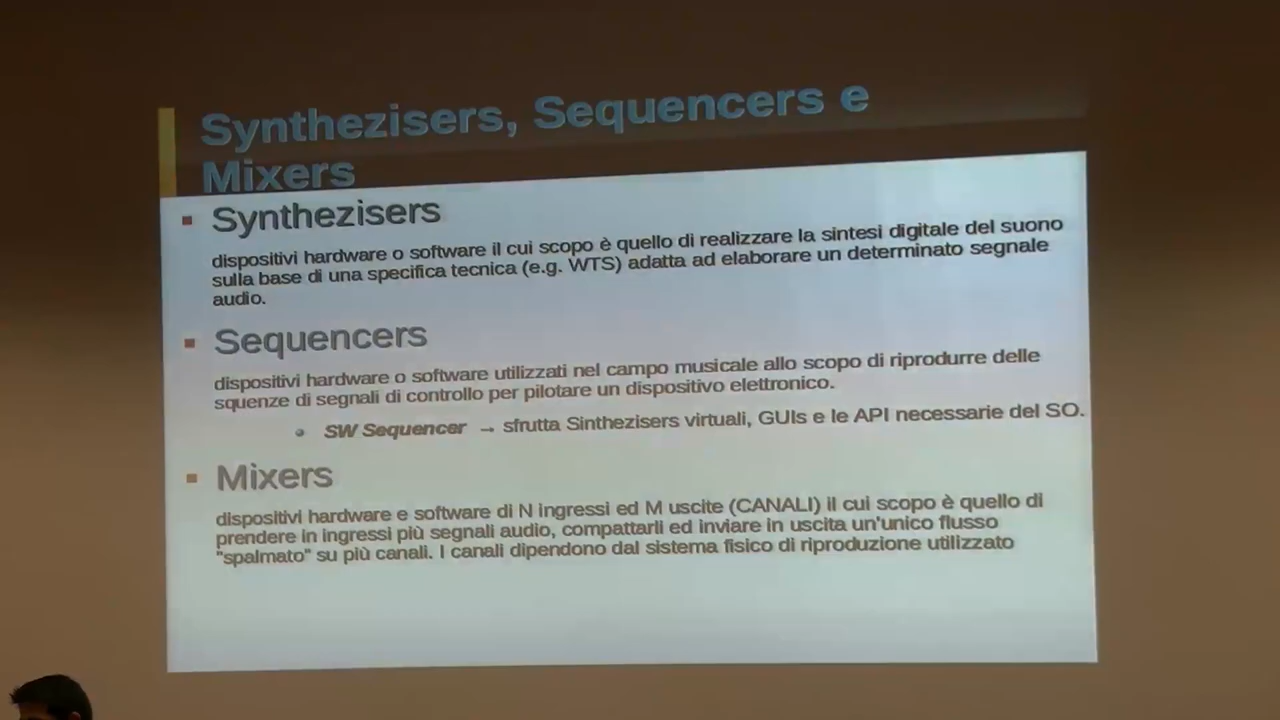 Synthezisers, Sequencers e
Mixers
Synthezisers
dispositivi hardware o software il cui scopo è quello di realizzare la sintesi digitale del suono
sulla base di una specifica tecnica (e.g. WTS) adatta ad elaborare un determinato segnale
audio.
Sequencers
dispositivi hardware o software utilizzati nel campo musicale allo scopo di riprodurre delle
squenze di segnali di controllo per pilotare un dispositivo elettronico.
SW Sequencer → sfrutta Sinthezisers virtuali, GUIs e le API necessarie del SO.
Mixers
dispositivi hardware e software di N ingressi ed M uscite (CANALI) il cui scopo è quello di
prendere in ingressi più segnali audio, compattarli ed inviare in uscita un'unico flusso
"spalmato" su più canali. I canali dipendono dal sistema fisico di riproduzione utilizzato